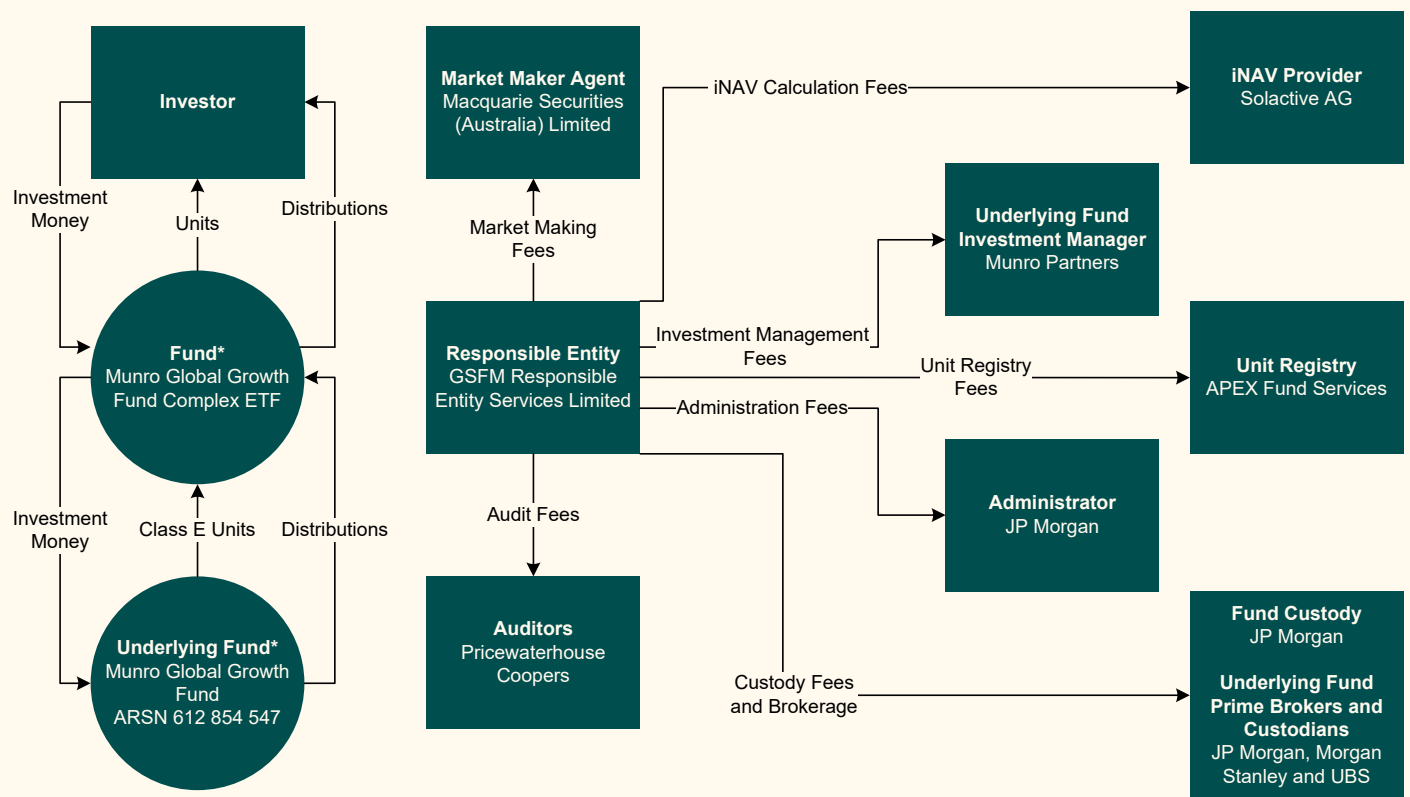 Investor
Investment
Money
Units
Distributions
Fund*
Munro Global Growth
Fund Complex ETF
Investment
Money
Class E Units
Distributions
Underlying Fund*
Munro Global Growth
Fund
ARSN 612 854 547
Market Maker Agent
Macquarie Securities
(Australia) Limited
Market Making
Fees
Responsible Entity
GSFM Responsible
Entity Services Limited
Audit Fees
Auditors
Pricewaterhouse
Coopers
iNAV Calculation Fees
iNAV Provider
Solactive AG
Investment Management
Fees
Underlying Fund
Investment Manager
Munro Partners
Unit Registry
Fees
Unit Registry
APEX Fund Services
Administration Fees
Administrator
JP Morgan
Custody Fees
and Brokerage
Fund Custody
JP Morgan
Underlying Fund
Prime Brokers and
Custodians
JP Morgan, Morgan
Stanley and UBS